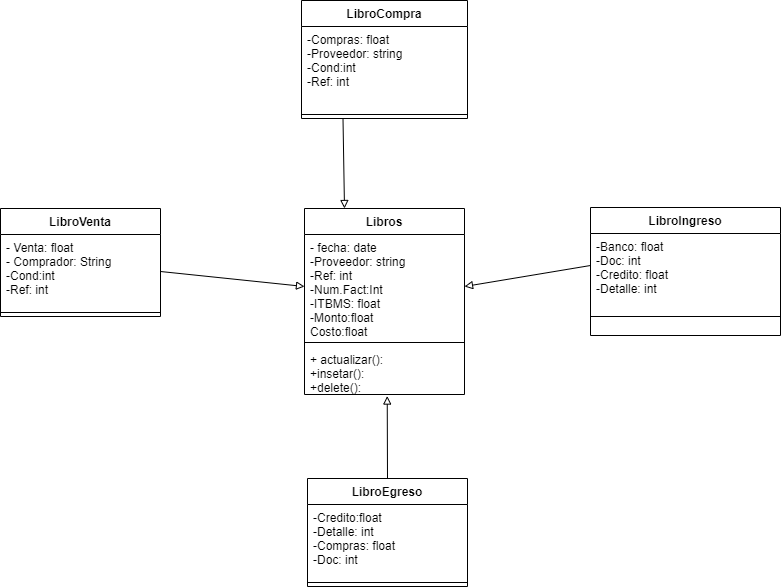 LibroCompra
-Compras: float
-Proveedor: string
-Cond:int
-Ref: int
LibroVenta
- Venta: float
- Comprador: String
-Cond:int
-Ref: int
Libros
- fecha: date
-Proveedor: string
-Ref: int
-Num.Fact:Int
-ITBMS: float
-Monto:float
Costo:float
+ actualizar():
+insetar():
+delete():
LibroIngreso
-Banco: float
-Doc: int
-Credito: float
-Detalle: int
LibroEgreso
-Credito:float
-Detalle: int
-Compras: float
-Doc: int